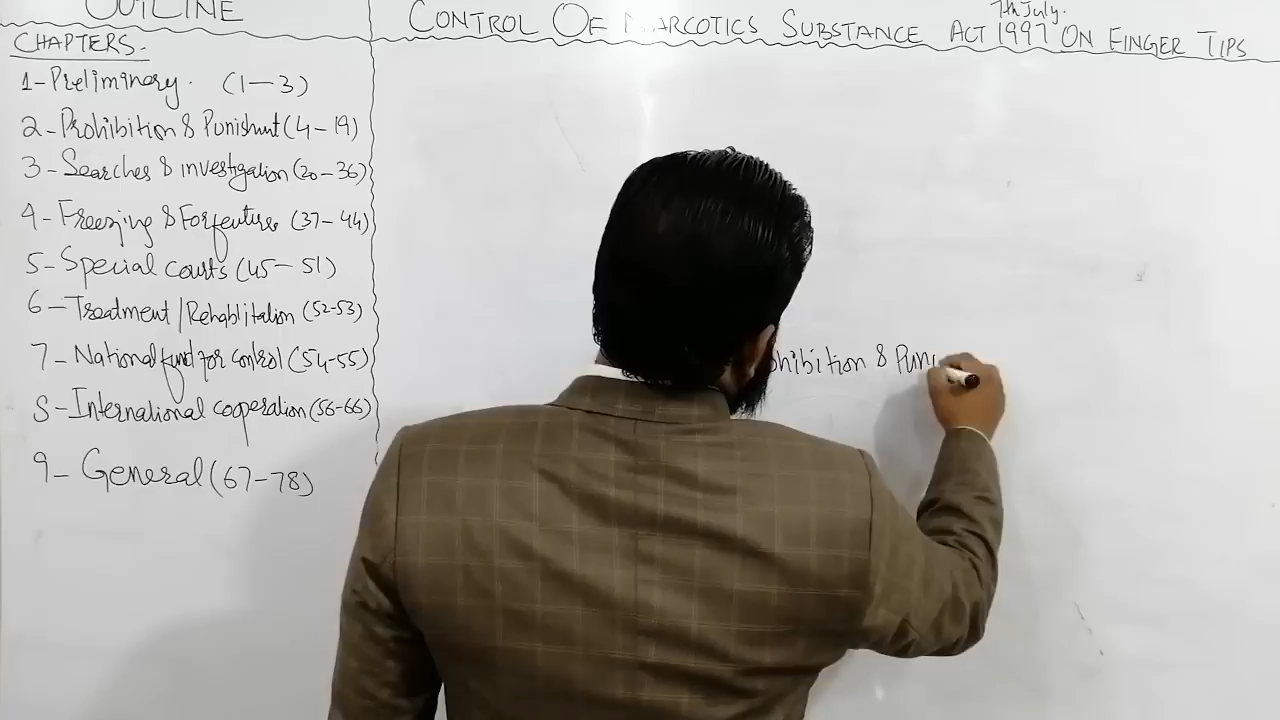 OUTLINE
CONTROL OF NARCOTICS SUBSTANCE ACT 1997 ON FINGER TIPS
7th July.
CHAPTERS-
1-Preliminary. (1-3)
2-Prohibition & Punishmt (4-19)
3-Searches & investigation (20-36)
4-Freezing & Forfeuture (37-44)
5-Special courts (45-51)
6-Treatment/Rehablitation (52-53)
7-National fund for control (54-55)
8-International cooperation (56-66)
9-General (67-78)
ohibition & Puni